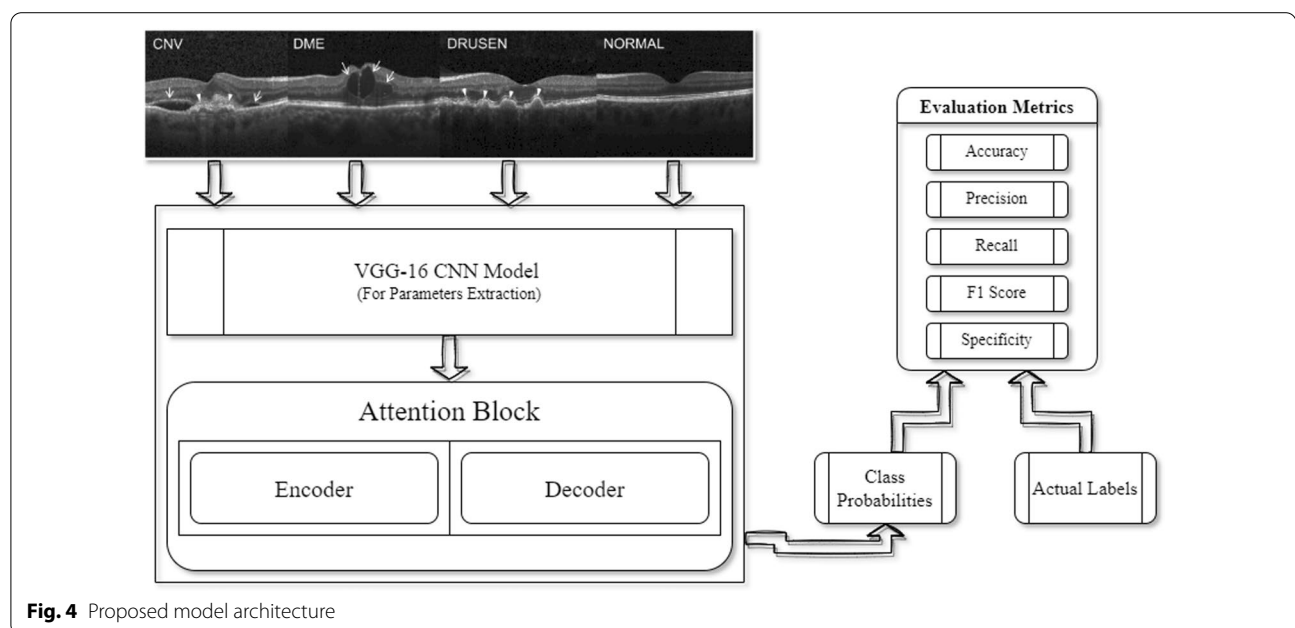 CNV DME DRUSEN NORMAL
VGG-16 CNN Model
(For Parameters Extraction)
Attention Block
Encoder Decoder
Evaluation Metrics
Accuracy
Precision
Recall
F1 Score
Specificity
Class
Probabilities
Actual Labels
Fig. 4 Proposed model architecture